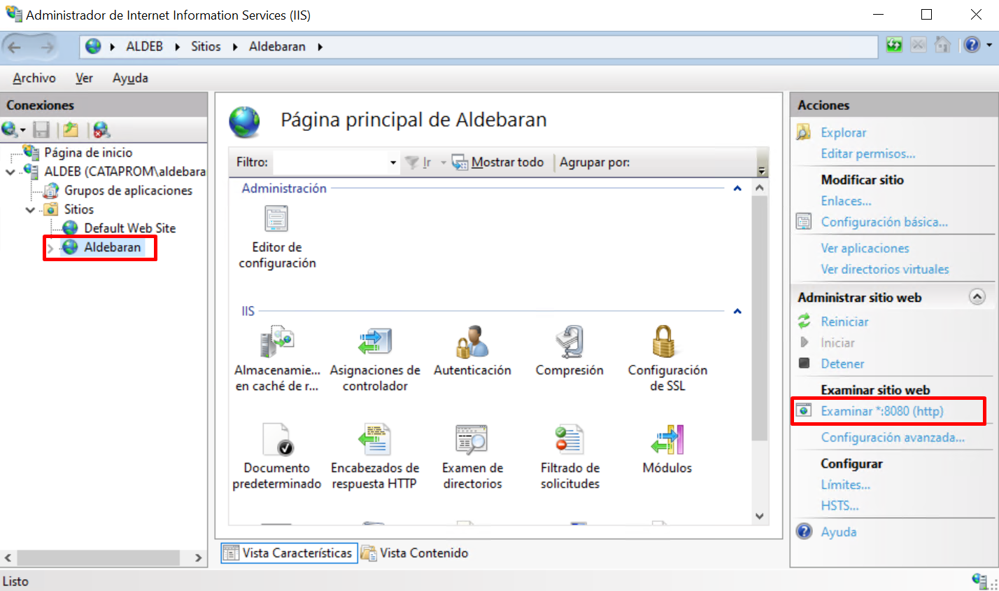 Administrador de Internet Information Services (IIS)
ALDEB Sitios Aldebaran
Archivo Ver Ayuda
Conexiones
Página de inicio
ALDEB (CATAPROM\aldebara
Grupos de aplicaciones
Sitios
Default Web Site
Aldebaran
Página principal de Aldebaran
Filtro: Ir Mostrar todo Agrupar por:
Administración
Editor de
configuración
IIS
Almacenamie...
en caché de r...
Asignaciones de
controlador
Autenticación
Compresión
Configuración
de SSL
Documento
predeterminado
Encabezados de
respuesta HTTP
Examen de
directorios
Filtrado de
solicitudes
Módulos
Vista Características Vista Contenido
Acciones
Explorar
Editar permisos...
Modificar sitio
Enlaces...
Configuración básica...
Ver aplicaciones
Ver directorios virtuales
Administrar sitio web
Reiniciar
Iniciar
Detener
Examinar sitio web
Examinar *:8080 (http)
Configuración avanzada...
Configurar
Límites...
HSTS...
Ayuda
Listo